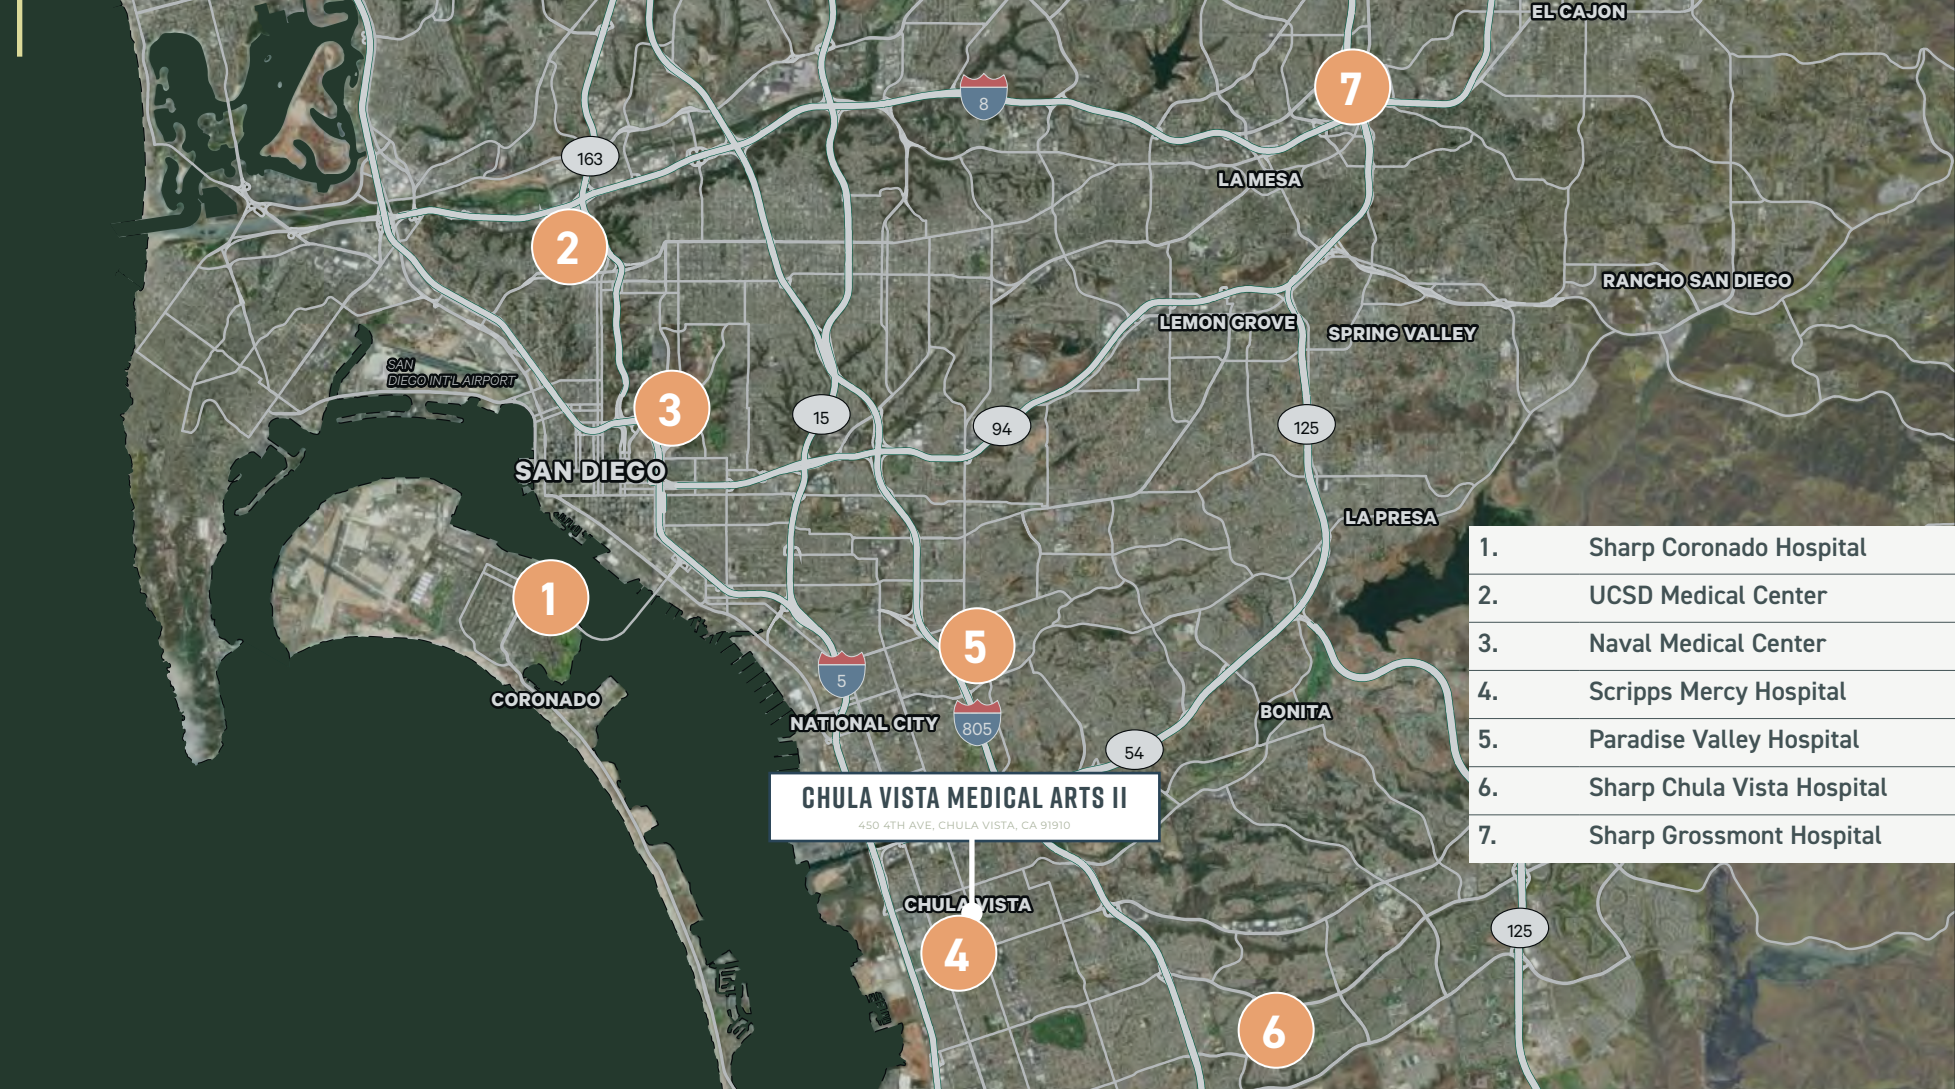 EL CAJON
7
8
163
LA MESA
2
RANCHO SAN DIEGO
LEMON GROVE
SPRING VALLEY
SAN
DIEGO INT'L AIRPORT
3
15
94
125
SAN DIEGO
LA PRESA
1
5
5
CORONADO
NATIONAL CITY
805
BONITA
54
CHULA VISTA MEDICAL ARTS II
450 4TH AVE, CHULA VISTA, CA 91910
CHULA VISTA
4
125
6
1. Sharp Coronado Hospital
2. UCSD Medical Center
3. Naval Medical Center
4. Scripps Mercy Hospital
5. Paradise Valley Hospital
6. Sharp Chula Vista Hospital
7. Sharp Grossmont Hospital